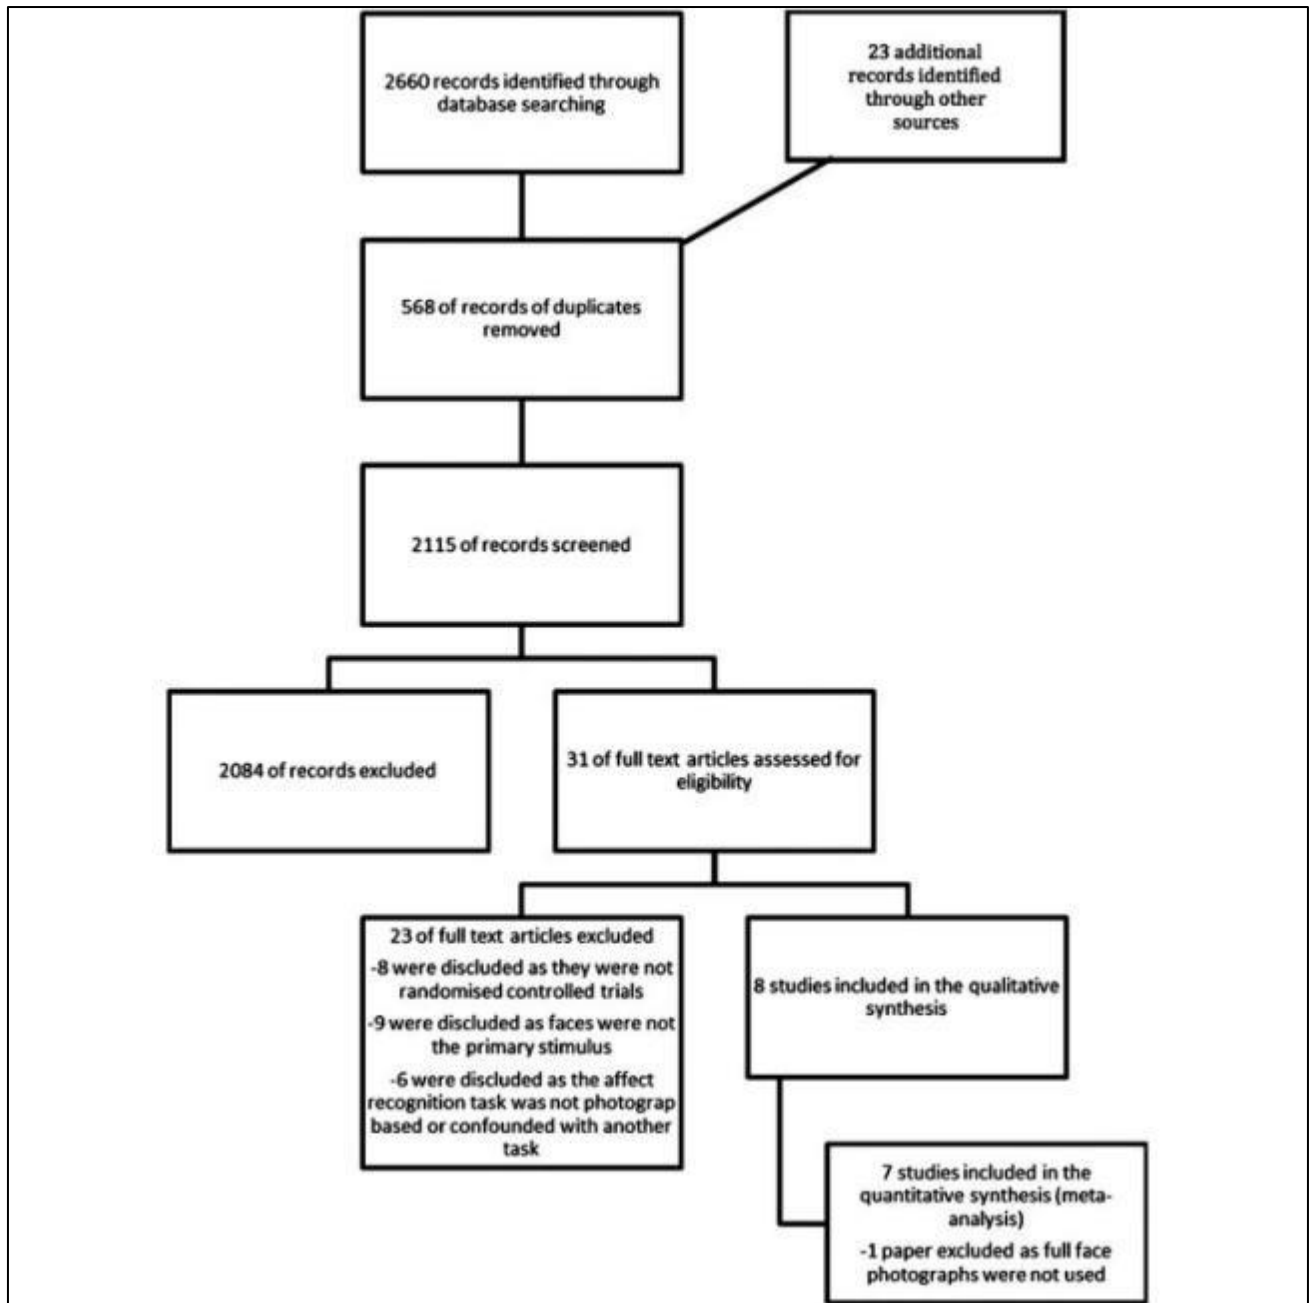 2660 records identified through
database searching
23 additional
records identified
through other
sources
568 of records of duplicates
removed
2115 of records screened
2084 of records excluded
31 of full text articles assessed for
eligibility
23 of full text articles excluded
-8 were discluded as they were not
randomised controlled trials
-9 were discluded as faces were not
the primary stimulus
-6 were discluded as the affect
recognition task was not photograp
based or confounded with another
task
8 studies included in the qualitative
synthesis
7 studies included in the
quantitative synthesis (meta-
analysis)
-1 paper excluded as full face
photographs were not used